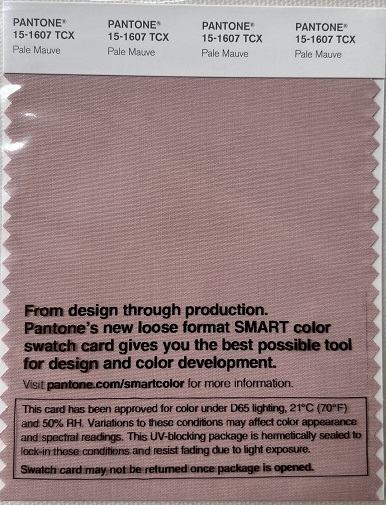 PANTONE® PANTONE® PANTONE® PANTONE®
15-1607 TCX 15-1607 TCX 15-1607 TCX 15-1607 TCX
Pale Mauve Pale Mauve Pale Mauve Pale Mauve
From design through production.
Pantone's new loose format SMART color
swatch card gives you the best possible tool
for design and color development.
Visit pantone.com/smartcolor for more information.
This card has been approved for color under D65 lighting, 21°C (70°F)
and 50% RH. Variations to these conditions may affect color appearance
and spectral readings. This UV-blocking package is hermetically sealed to
lock-in these conditions and resist fading due to light exposure.
Swatch card may not be returned once package is opened.